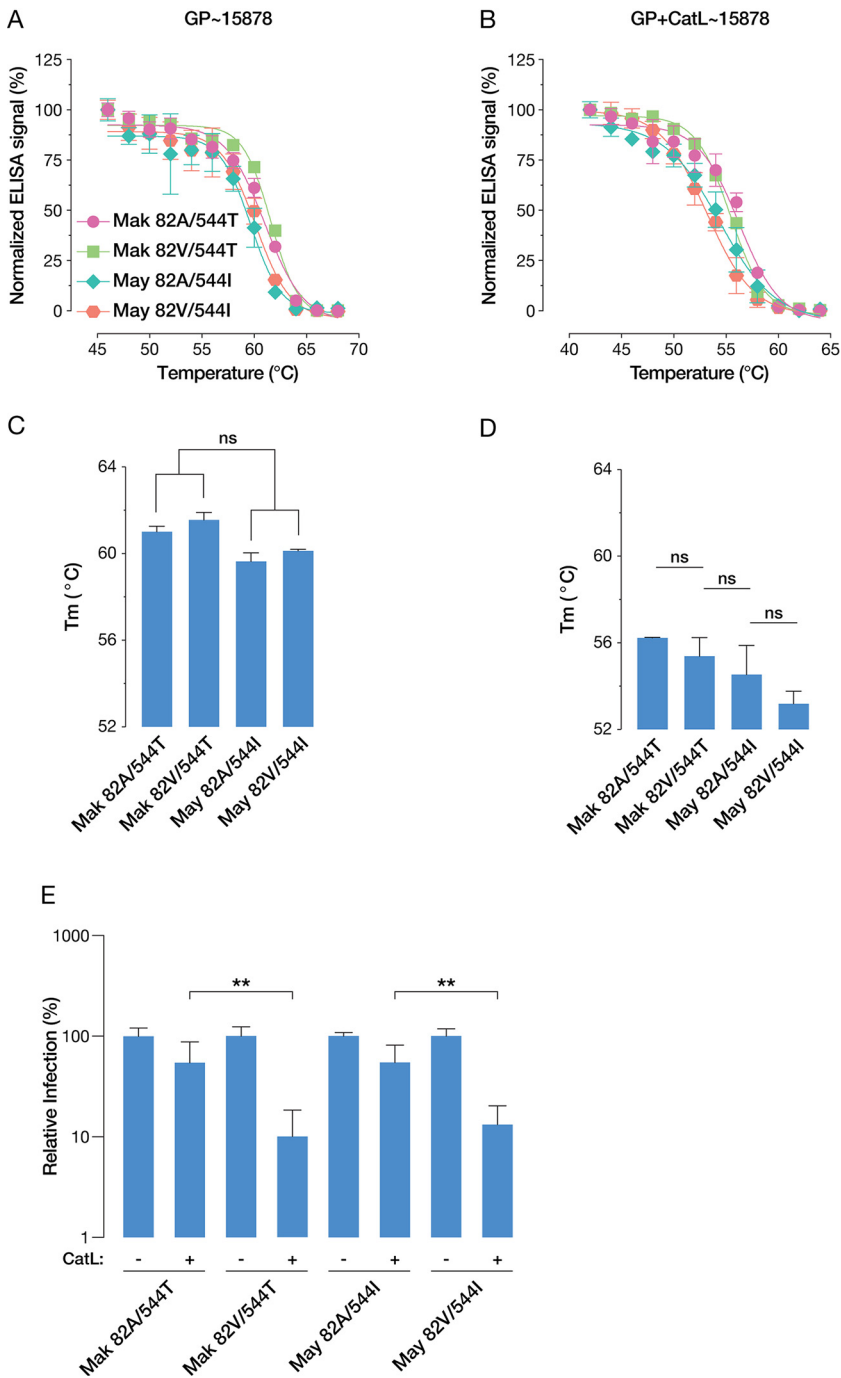 A
GP~15878
Normalized ELISA signal (%)
125
100
75
50
25
0
Mak 82A/544T
Mak 82V/544T
May 82A/544I
May 82V/544I
45
50
55
60
65
70
Temperature (°C)
B
GP+CatL~15878
Normalized ELISA signal (%)
125
100
75
50
25
0
40
45
50
55
60
65
Temperature (°C)
C
Tm (°C)
64
60
56
52
ns
Mak 82A/544T
Mak 82V/544T
May 82A/544I
May 82V/544I
D
Tm (°C)
64
60
56
52
ns
ns
ns
Mak 82A/544T
Mak 82V/544T
May 82A/544I
May 82V/544I
E
Relative Infection (%)
1000
100
10
1
**
**
CatL: - + - + - + - +
Mak 82A/544T
Mak 82V/544T
May 82A/544I
May 82V/544I